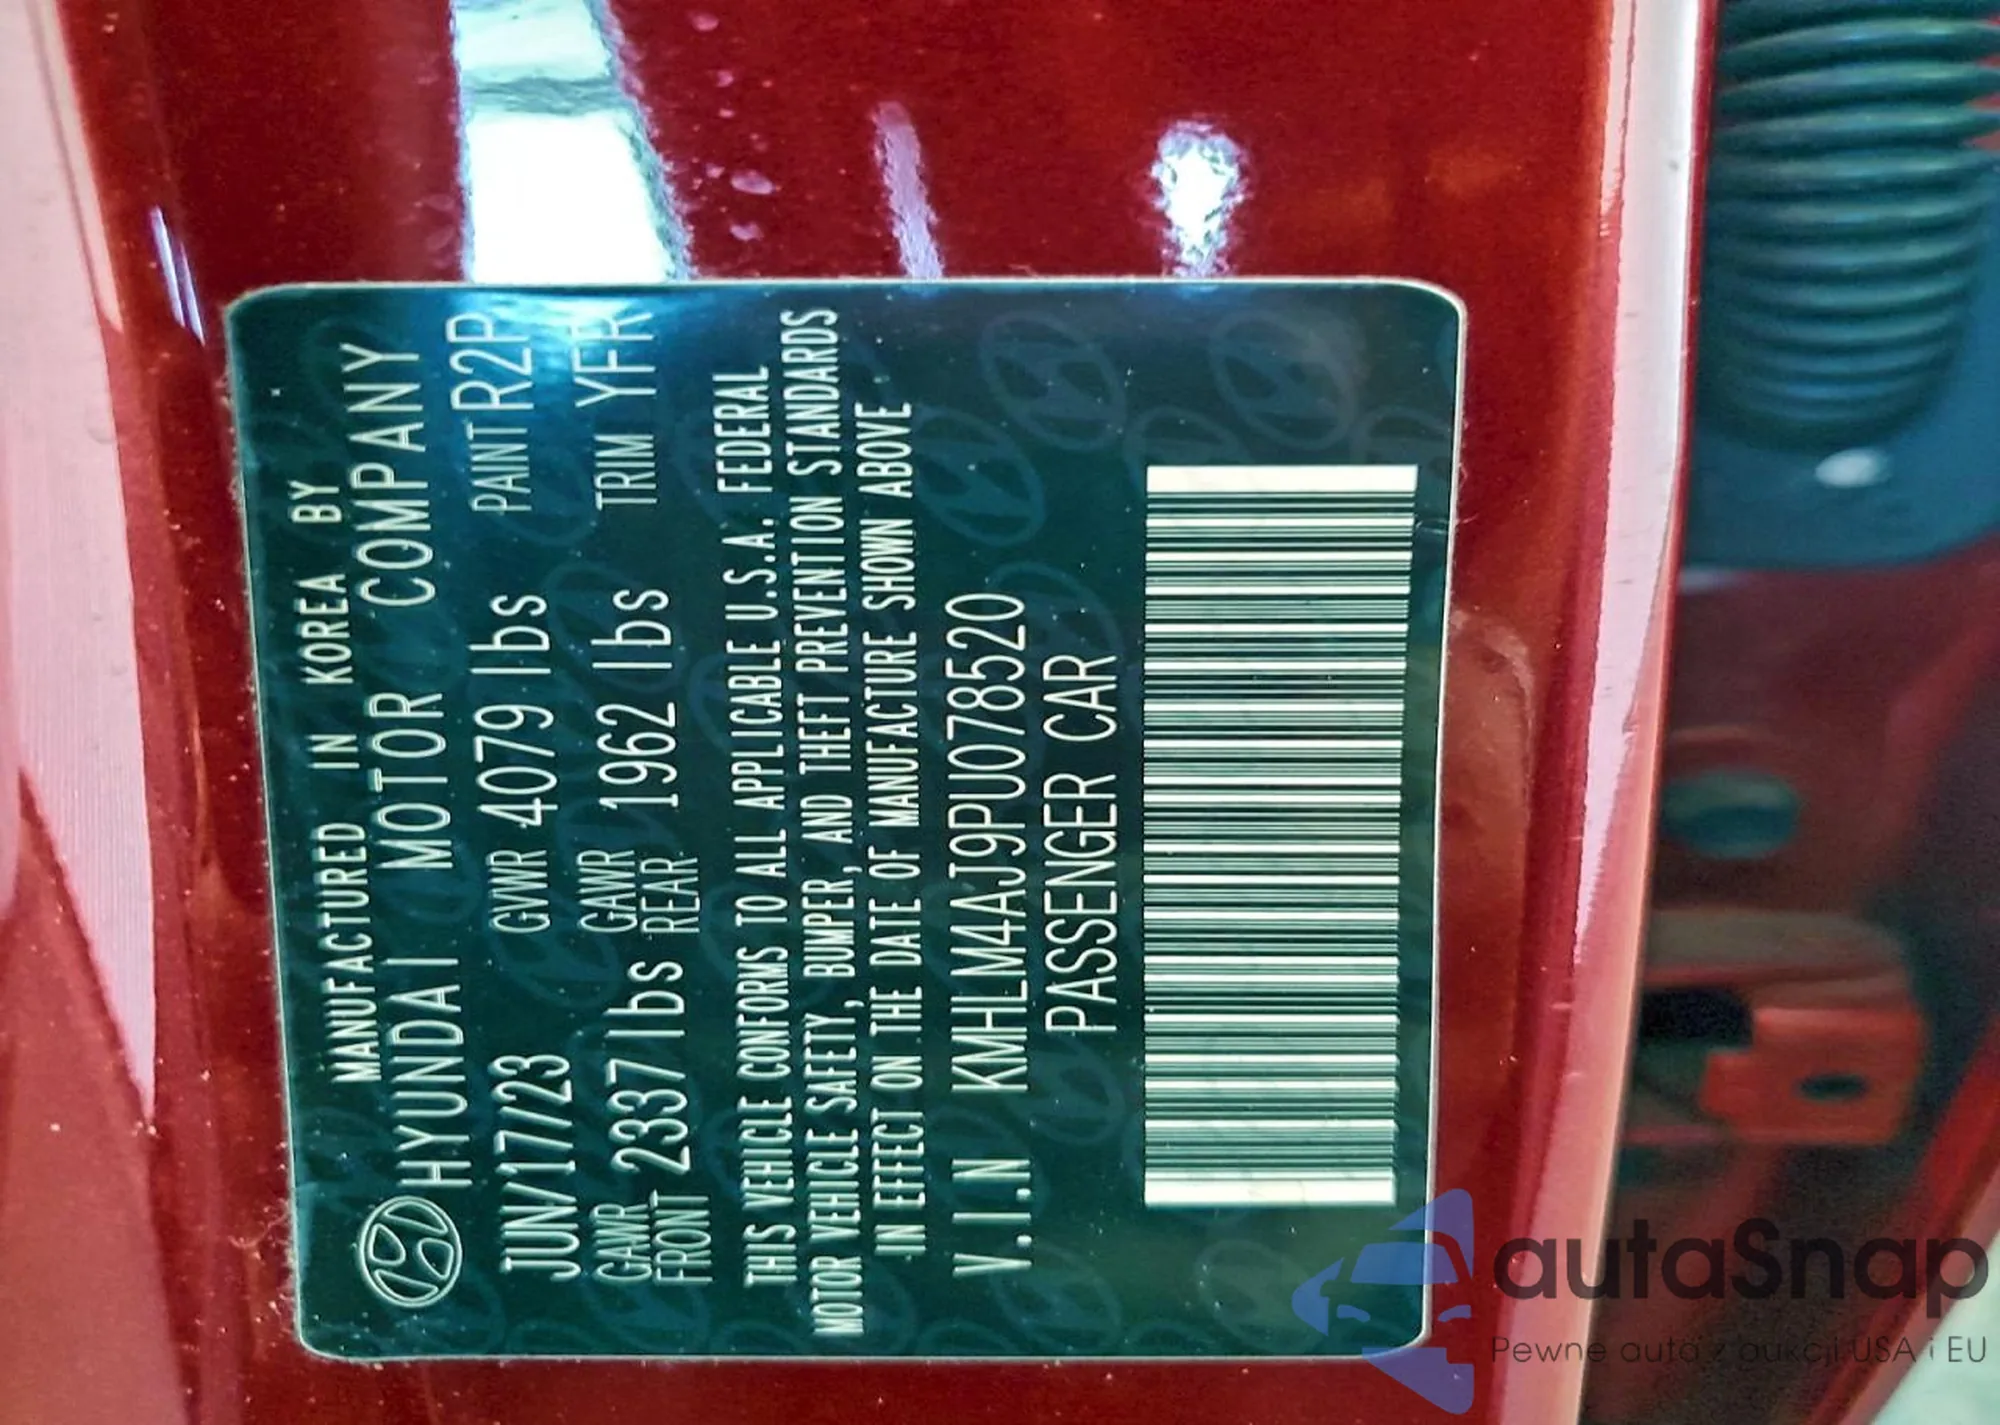 MANUFACTURED IN KOREA BY
HYUNDAI MOTOR COMPANY
JUN/17/23 GVWR 4079 lbs PAINT R2P
GAWR FRONT 2337 lbs GAWR REAR 1962 lbs TRIM YFR
THIS VEHICLE CONFORMS TO ALL APPLICABLE U.S.A. FEDERAL
MOTOR VEHICLE SAFETY, BUMPER, AND THEFT PREVENTION STANDARDS
IN EFFECT ON THE DATE OF MANUFACTURE SHOWN ABOVE.
V.I.N KMHLM4AJ9PU078520
PASSENGER CAR
autaSnap
Pewne auta z aukcji USA i EU